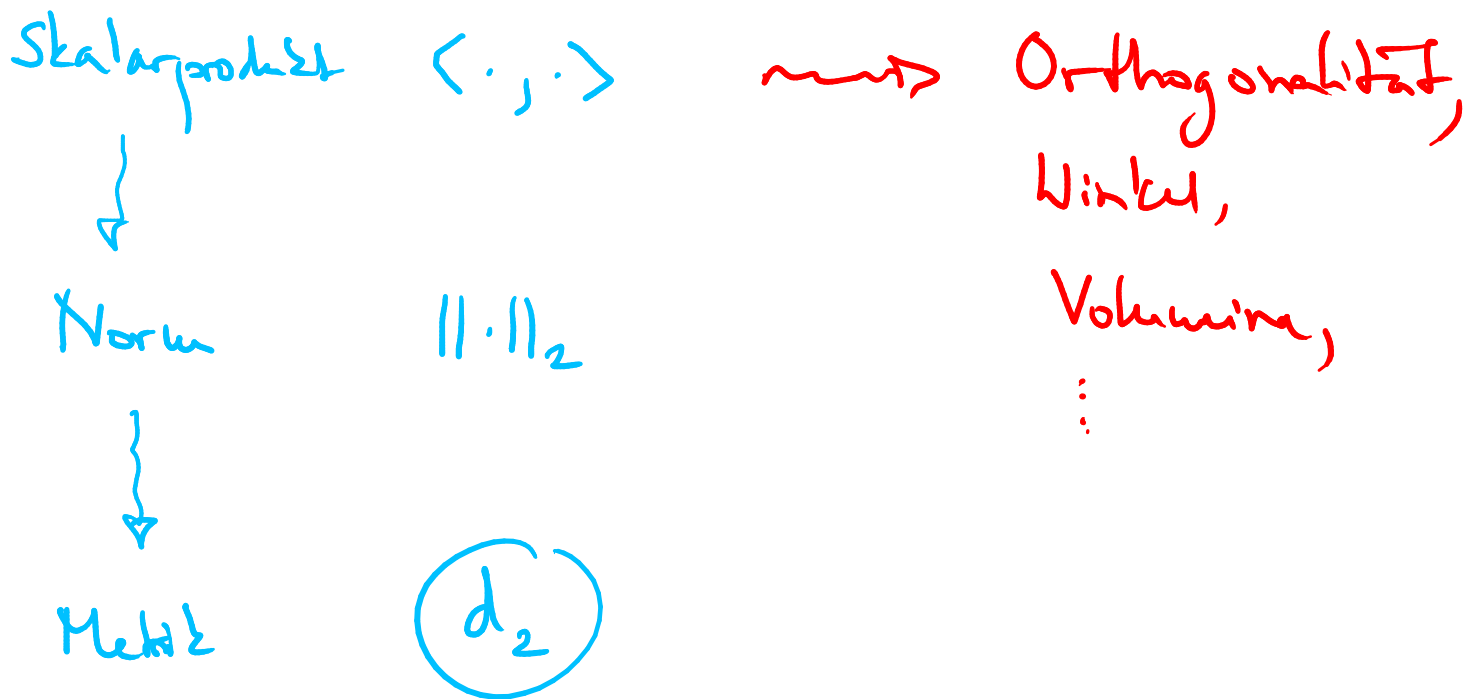 Skalarprodukt <·,·> ⇝ Orthogonalität,
Winkel,
Norm ||·||₂ Volumina,
⋮
Metrik d₂